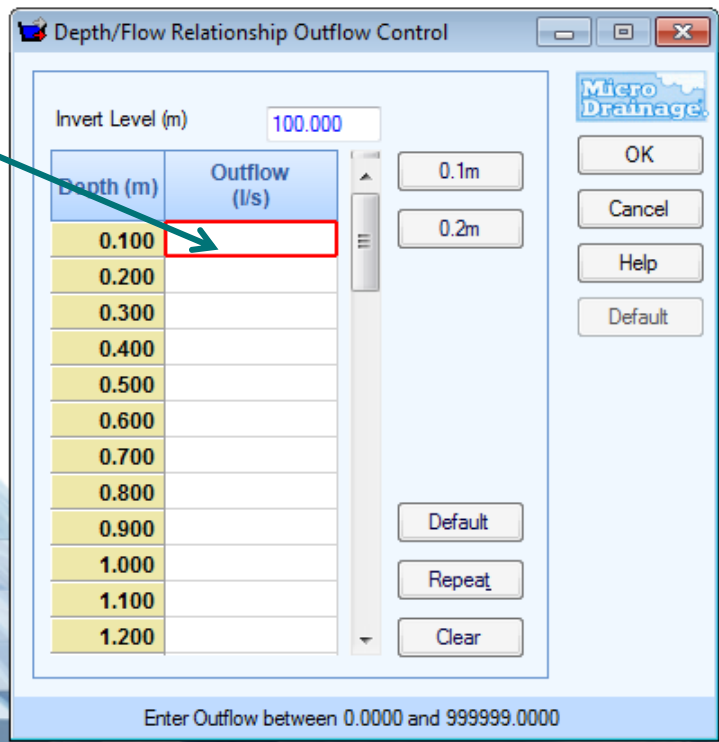 Depth/Flow Relationship Outflow Control
Invert Level (m) 100.000
Depth (m) Outflow (l/s)
0.100
0.200
0.300
0.400
0.500
0.600
0.700
0.800
0.900
1.000
1.100
1.200
0.1m
0.2m
Default
Repeat
Clear
Micro
Drainage.
OK
Cancel
Help
Default
Enter Outflow between 0.0000 and 999999.0000